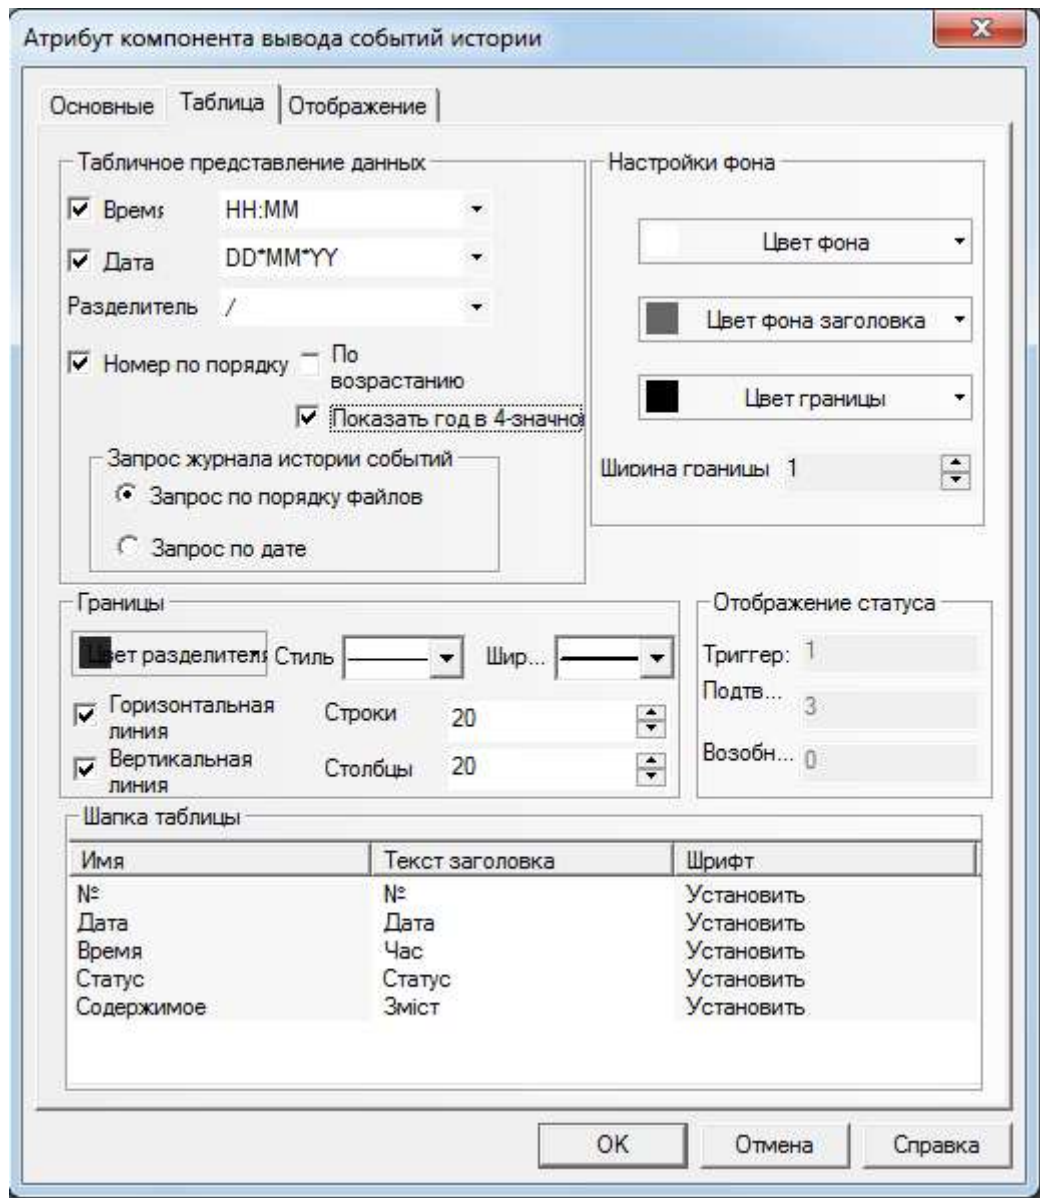 Атрибут компонента вывода событий истории
Основные Таблица Отображение
Табличное представление данных
Время HH:MM
Дата DD*MM*YY
Разделитель /
Номер по порядку По возрастанию
Показать год в 4-значно
Запрос журнала истории событий
Запрос по порядку файлов
Запрос по дате
Настройки фона
Цвет фона
Цвет фона заголовка
Цвет границы
Ширина границы 1
Границы
Цвет разделителя Стиль Шир...
Горизонтальная линия Строки 20
Вертикальная линия Столбцы 20
Отображение статуса
Триггер: 1
Подтв... 3
Возобн... 0
Шапка таблицы
Имя Текст заголовка Шрифт
№ № Установить
Дата Дата Установить
Время Час Установить
Статус Статус Установить
Содержимое Зміст Установить
OK Отмена Справка